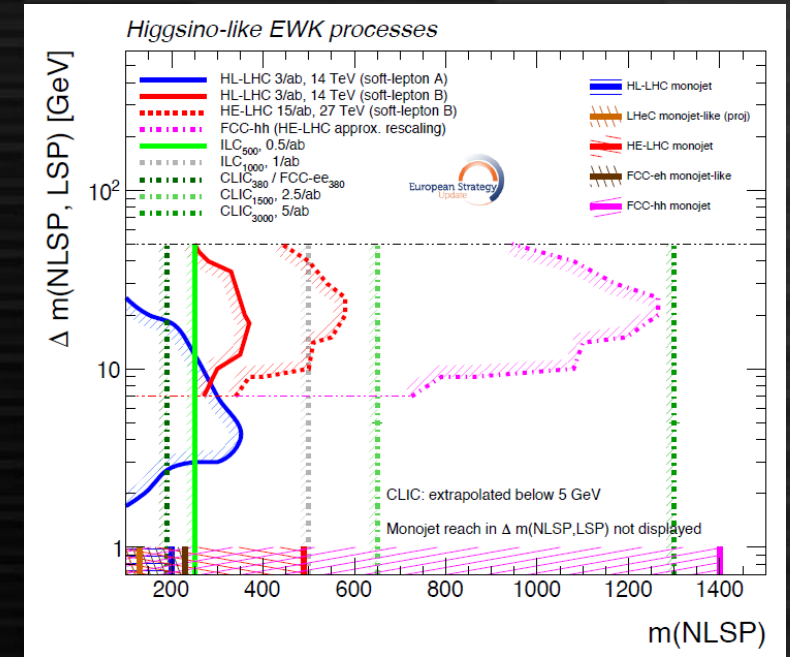 Higgsino-like EWK processes
Δ m(NLSP, LSP) [GeV]
HL-LHC 3/ab, 14 TeV (soft-lepton A)
HL-LHC 3/ab, 14 TeV (soft-lepton B)
HE-LHC 15/ab, 27 TeV (soft-lepton B)
FCC-hh (HE-LHC approx. rescaling)
ILC500, 0.5/ab
ILC1000, 1/ab
CLIC380 / FCC-ee380
CLIC1500, 2.5/ab
CLIC3000, 5/ab
European Strategy
Update
HL-LHC monojet
LHeC monojet-like (proj)
HE-LHC monojet
FCC-eh monojet-like
FCC-hh monojet
10²
10
1
CLIC: extrapolated below 5 GeV
Monojet reach in Δ m(NLSP,LSP) not displayed
200 400 600 800 1000 1200 1400
m(NLSP)